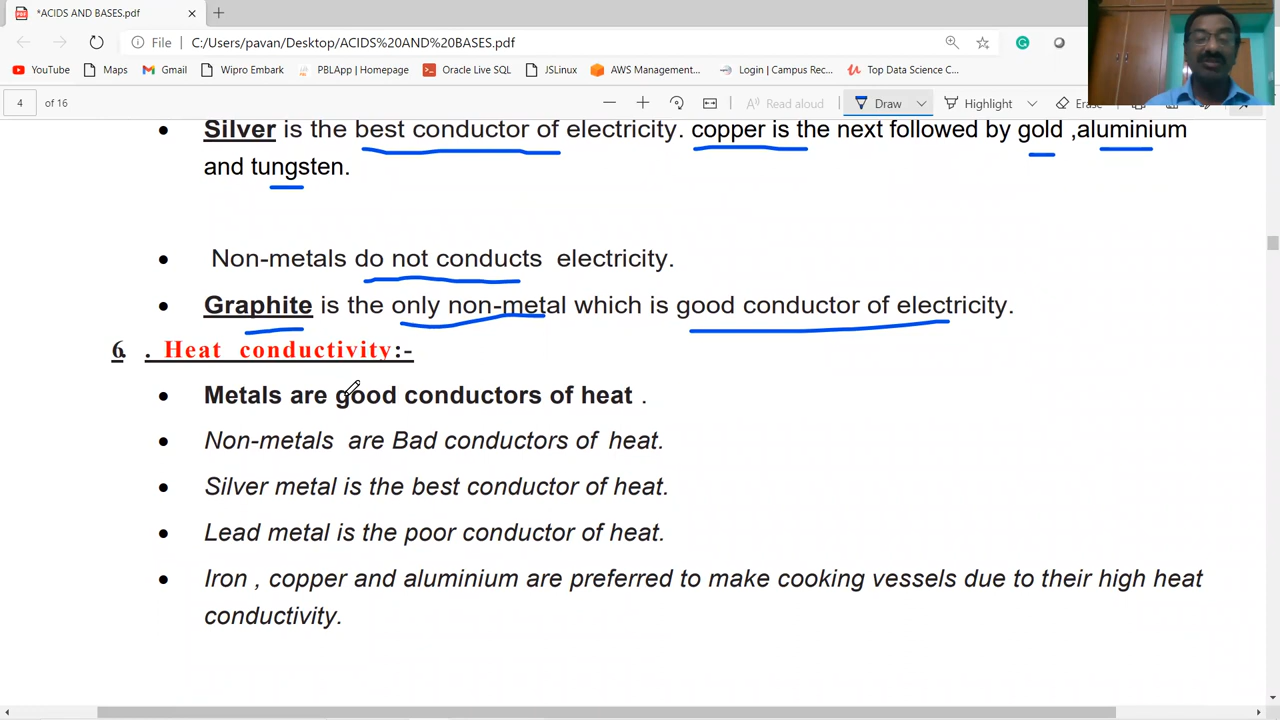 *ACIDS AND BASES.pdf
File C:/Users/pavan/Desktop/ACIDS%20AND%20BASES.pdf
YouTube Maps Gmail Wipro Embark PBLApp | Homepage Oracle Live SQL JSLinux AWS Management... Login | Campus Rec... Top Data Science C...
4 of 16 Read aloud Draw Highlight Erase
• Silver is the best conductor of electricity. copper is the next followed by gold ,aluminium
and tungsten.
• Non-metals do not conducts electricity.
• Graphite is the only non-metal which is good conductor of electricity.
6. . Heat conductivity:-
• Metals are good conductors of heat .
• Non-metals are Bad conductors of heat.
• Silver metal is the best conductor of heat.
• Lead metal is the poor conductor of heat.
• Iron , copper and aluminium are preferred to make cooking vessels due to their high heat
conductivity.